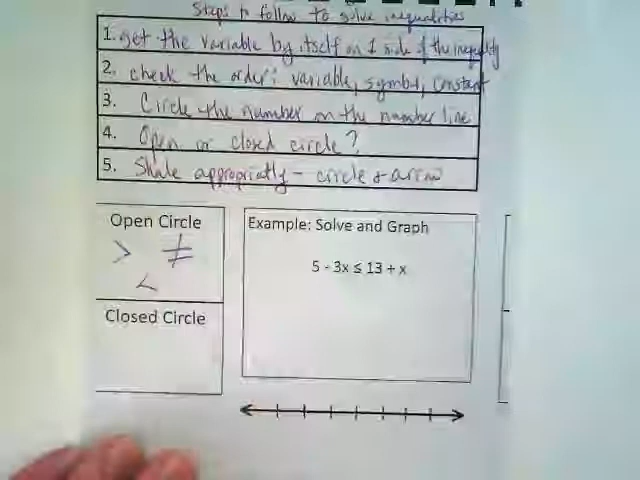 Steps to follow to solve inequalities
1. get the variable by itself on 1 side of the inequality
2. check the order: variable, symbol, constant
3. Circle the number on the number line
4. Open or closed circle?
5. Shade appropriatly - circle & arrow
Open Circle
> ≠
<
Closed Circle
Example: Solve and Graph
5 - 3x ≤ 13 + x